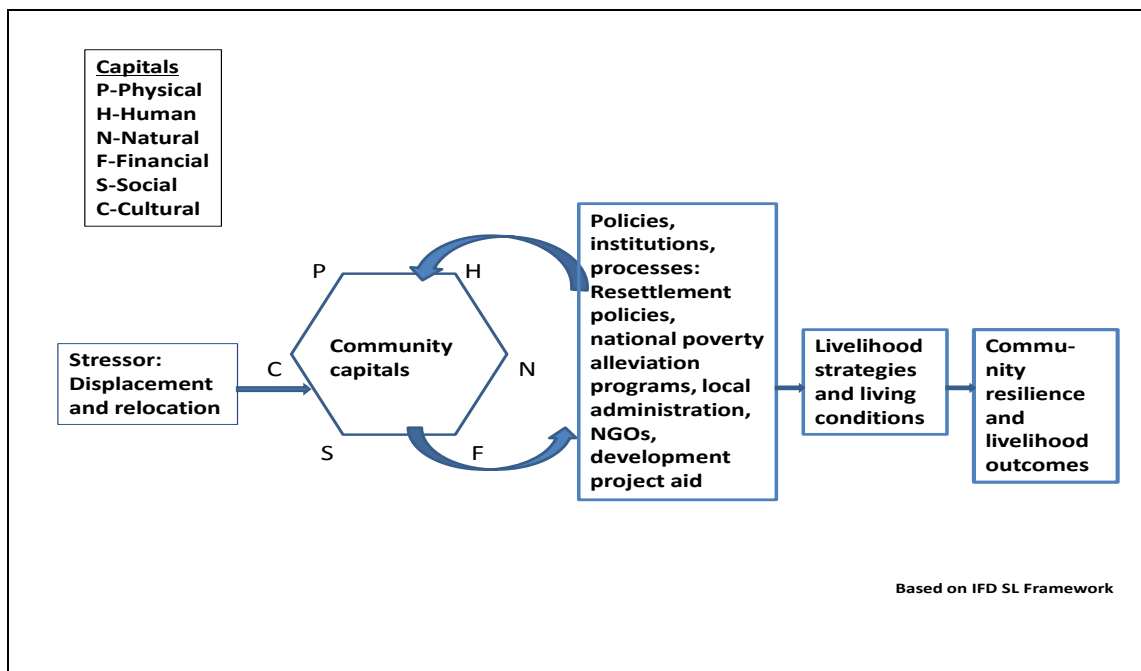 Capitals
P-Physical
H-Human
N-Natural
F-Financial
S-Social
C-Cultural
Stressor:
Displacement
and relocation
P
H
C
N
S
F
Community
capitals
Policies,
institutions,
processes:
Resettlement
policies,
national poverty
alleviation
programs, local
administration,
NGOs,
development
project aid
Livelihood
strategies
and living
conditions
Commu-
nity
resilience
and
livelihood
outcomes
Based on IFD SL Framework